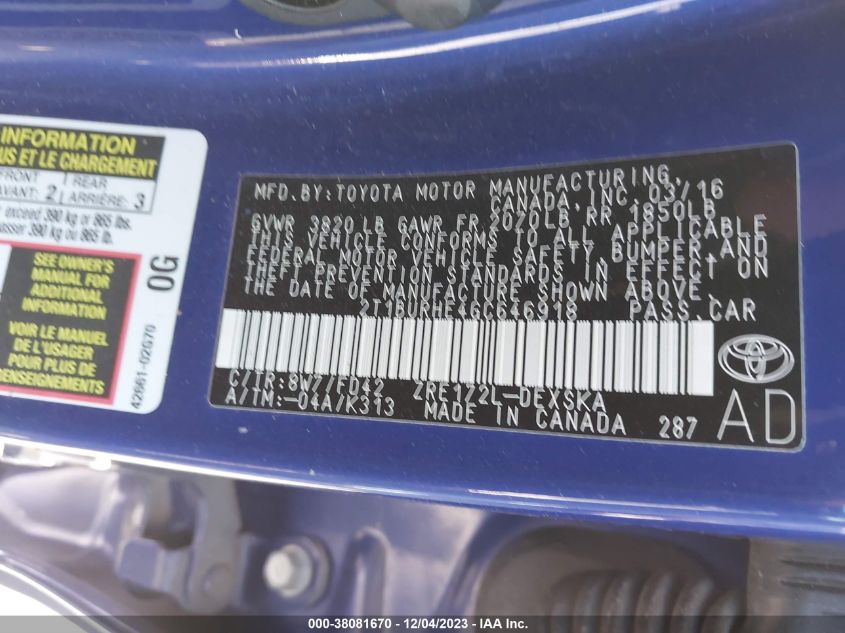 INFORMATION
US ET LE CHARGEMENT
FRONT
AVANT: 2
REAR
ARRIÈRE: 3
exceed 390 kg or 865 lbs.
asser 390 kg ou 865 lb.
SEE OWNER'S
MANUAL FOR
ADDITIONAL
INFORMATION
VOIR LE MANUEL
DE L'USAGER
POUR PLUS DE
RENSEIGNEMENTS
0G
42661-02G70
MFD. BY: TOYOTA MOTOR MANUFACTURING,
CANADA, INC. 03/16
GVWR 3820 LB GAWR FR 2070LB RR 1850LB
THIS VEHICLE CONFORMS TO ALL APPLICABLE
FEDERAL MOTOR VEHICLE SAFETY, BUMPER, AND
THEFT PREVENTION STANDARDS IN EFFECT ON
THE DATE OF MANUFACTURE SHOWN ABOVE.
2T1BURHE46C646918 PASS.CAR
C/TR:8W7/FD42 ZRE172L-DEXSKA
A/TM:-04A/K313 MADE IN CANADA 287
AD
000-38081670 - 12/04/2023 - IAA Inc.